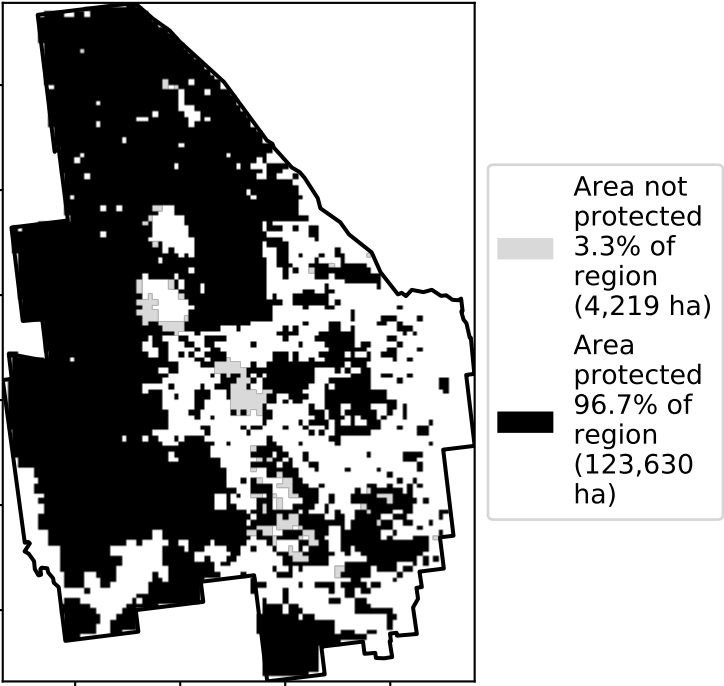 Area not
protected
3.3% of
region
(4,219 ha)
Area
protected
96.7% of
region
(123,630
ha)